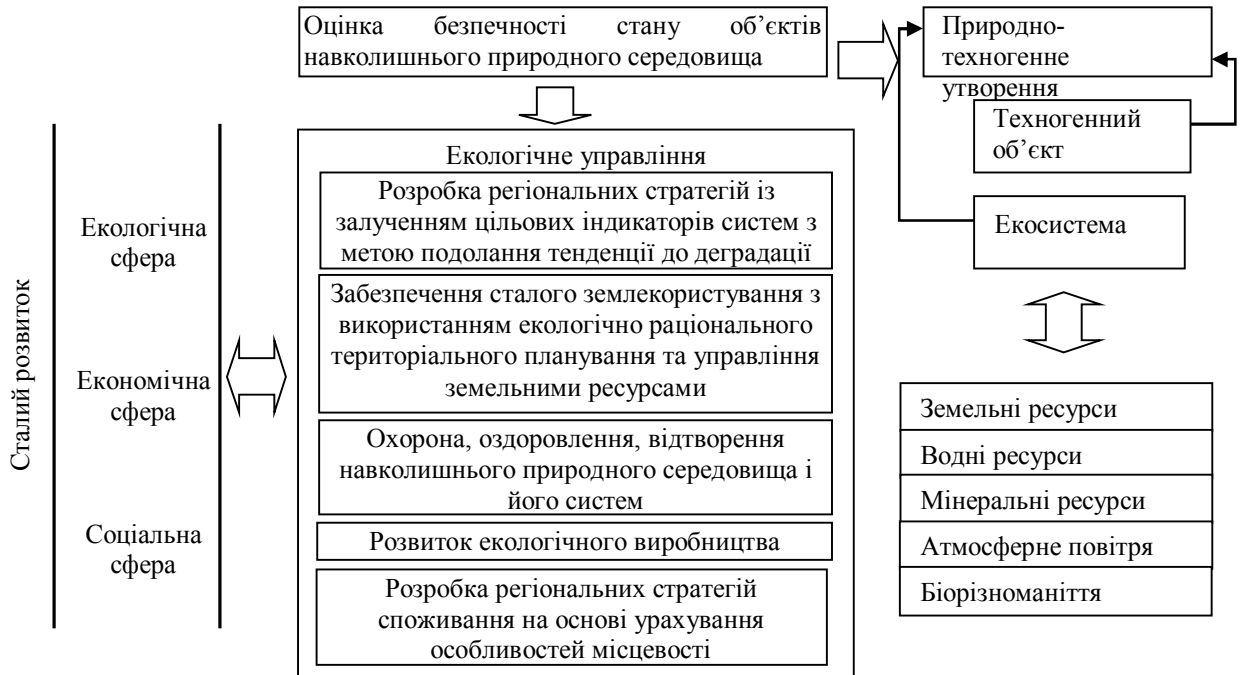 Оцінка безпечності стану об’єктів
навколишнього природного середовища
Природно-
техногенне
утворення
Техногенний
об’єкт
Екосистема
Сталий розвиток
Екологічна
сфера
Економічна
сфера
Соціальна
сфера
Екологічне управління
Розробка регіональних стратегій із
залученням цільових індикаторів систем з
метою подолання тенденції до деградації
Забезпечення сталого землекористування з
використанням екологічно раціонального
територіального планування та управління
земельними ресурсами
Охорона, оздоровлення, відтворення
навколишнього природного середовища і
його систем
Розвиток екологічного виробництва
Розробка регіональних стратегій
споживання на основі урахування
особливостей місцевості
Земельні ресурси
Водні ресурси
Мінеральні ресурси
Атмосферне повітря
Біорізноманіття